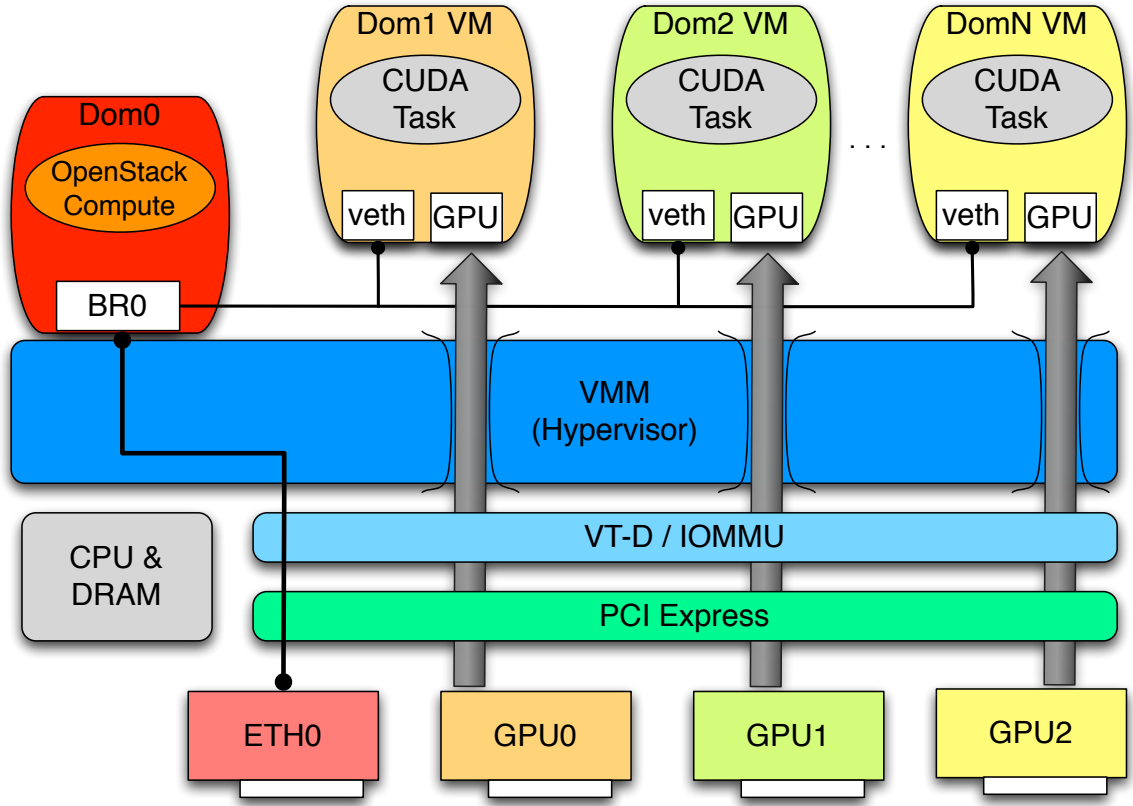 Dom1 VM
CUDA
Task
veth
GPU
Dom2 VM
CUDA
Task
veth
GPU
. . .
DomN VM
CUDA
Task
veth
GPU
Dom0
OpenStack
Compute
BR0
VMM
(Hypervisor)
CPU &
DRAM
VT-D / IOMMU
PCI Express
ETH0
GPU0
GPU1
GPU2